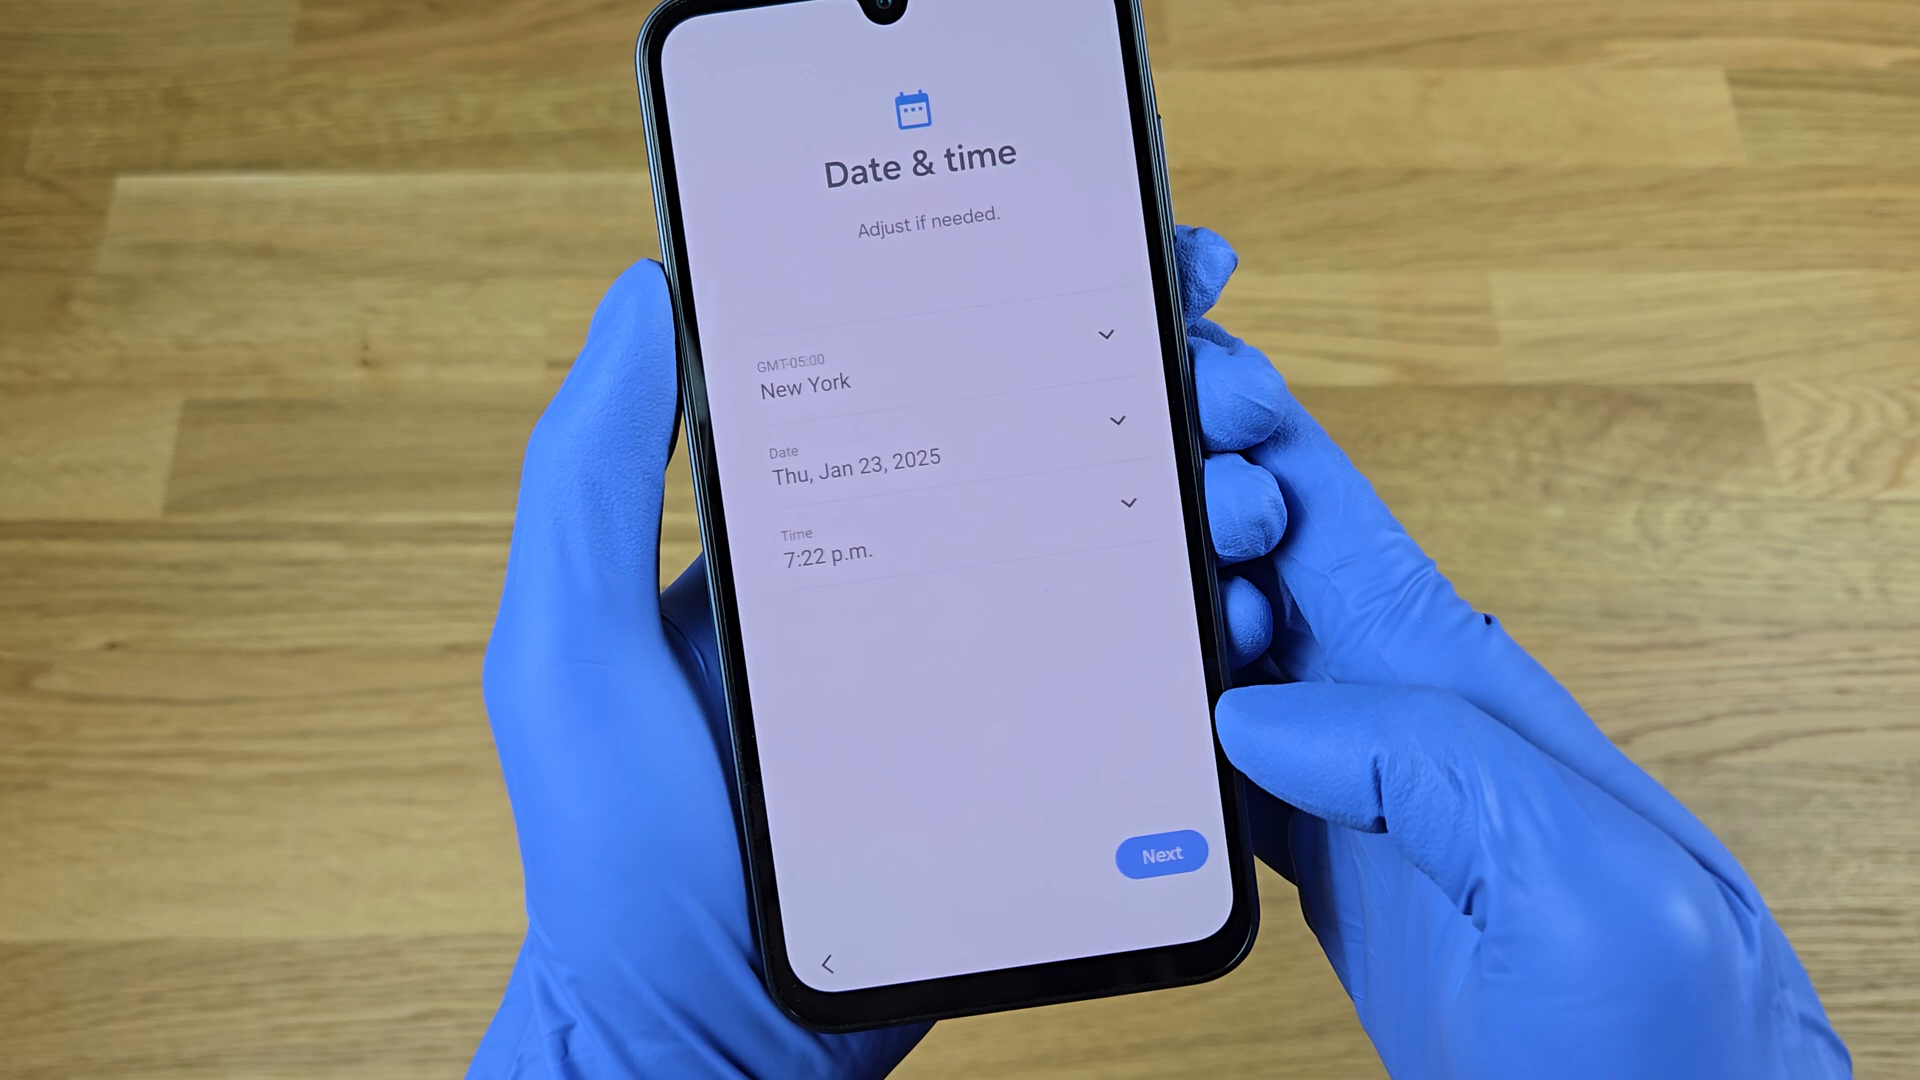 Date & time
Adjust if needed.
GMT-05:00
New York
Date
Thu, Jan 23, 2025
Time
7:22 p.m.
Next